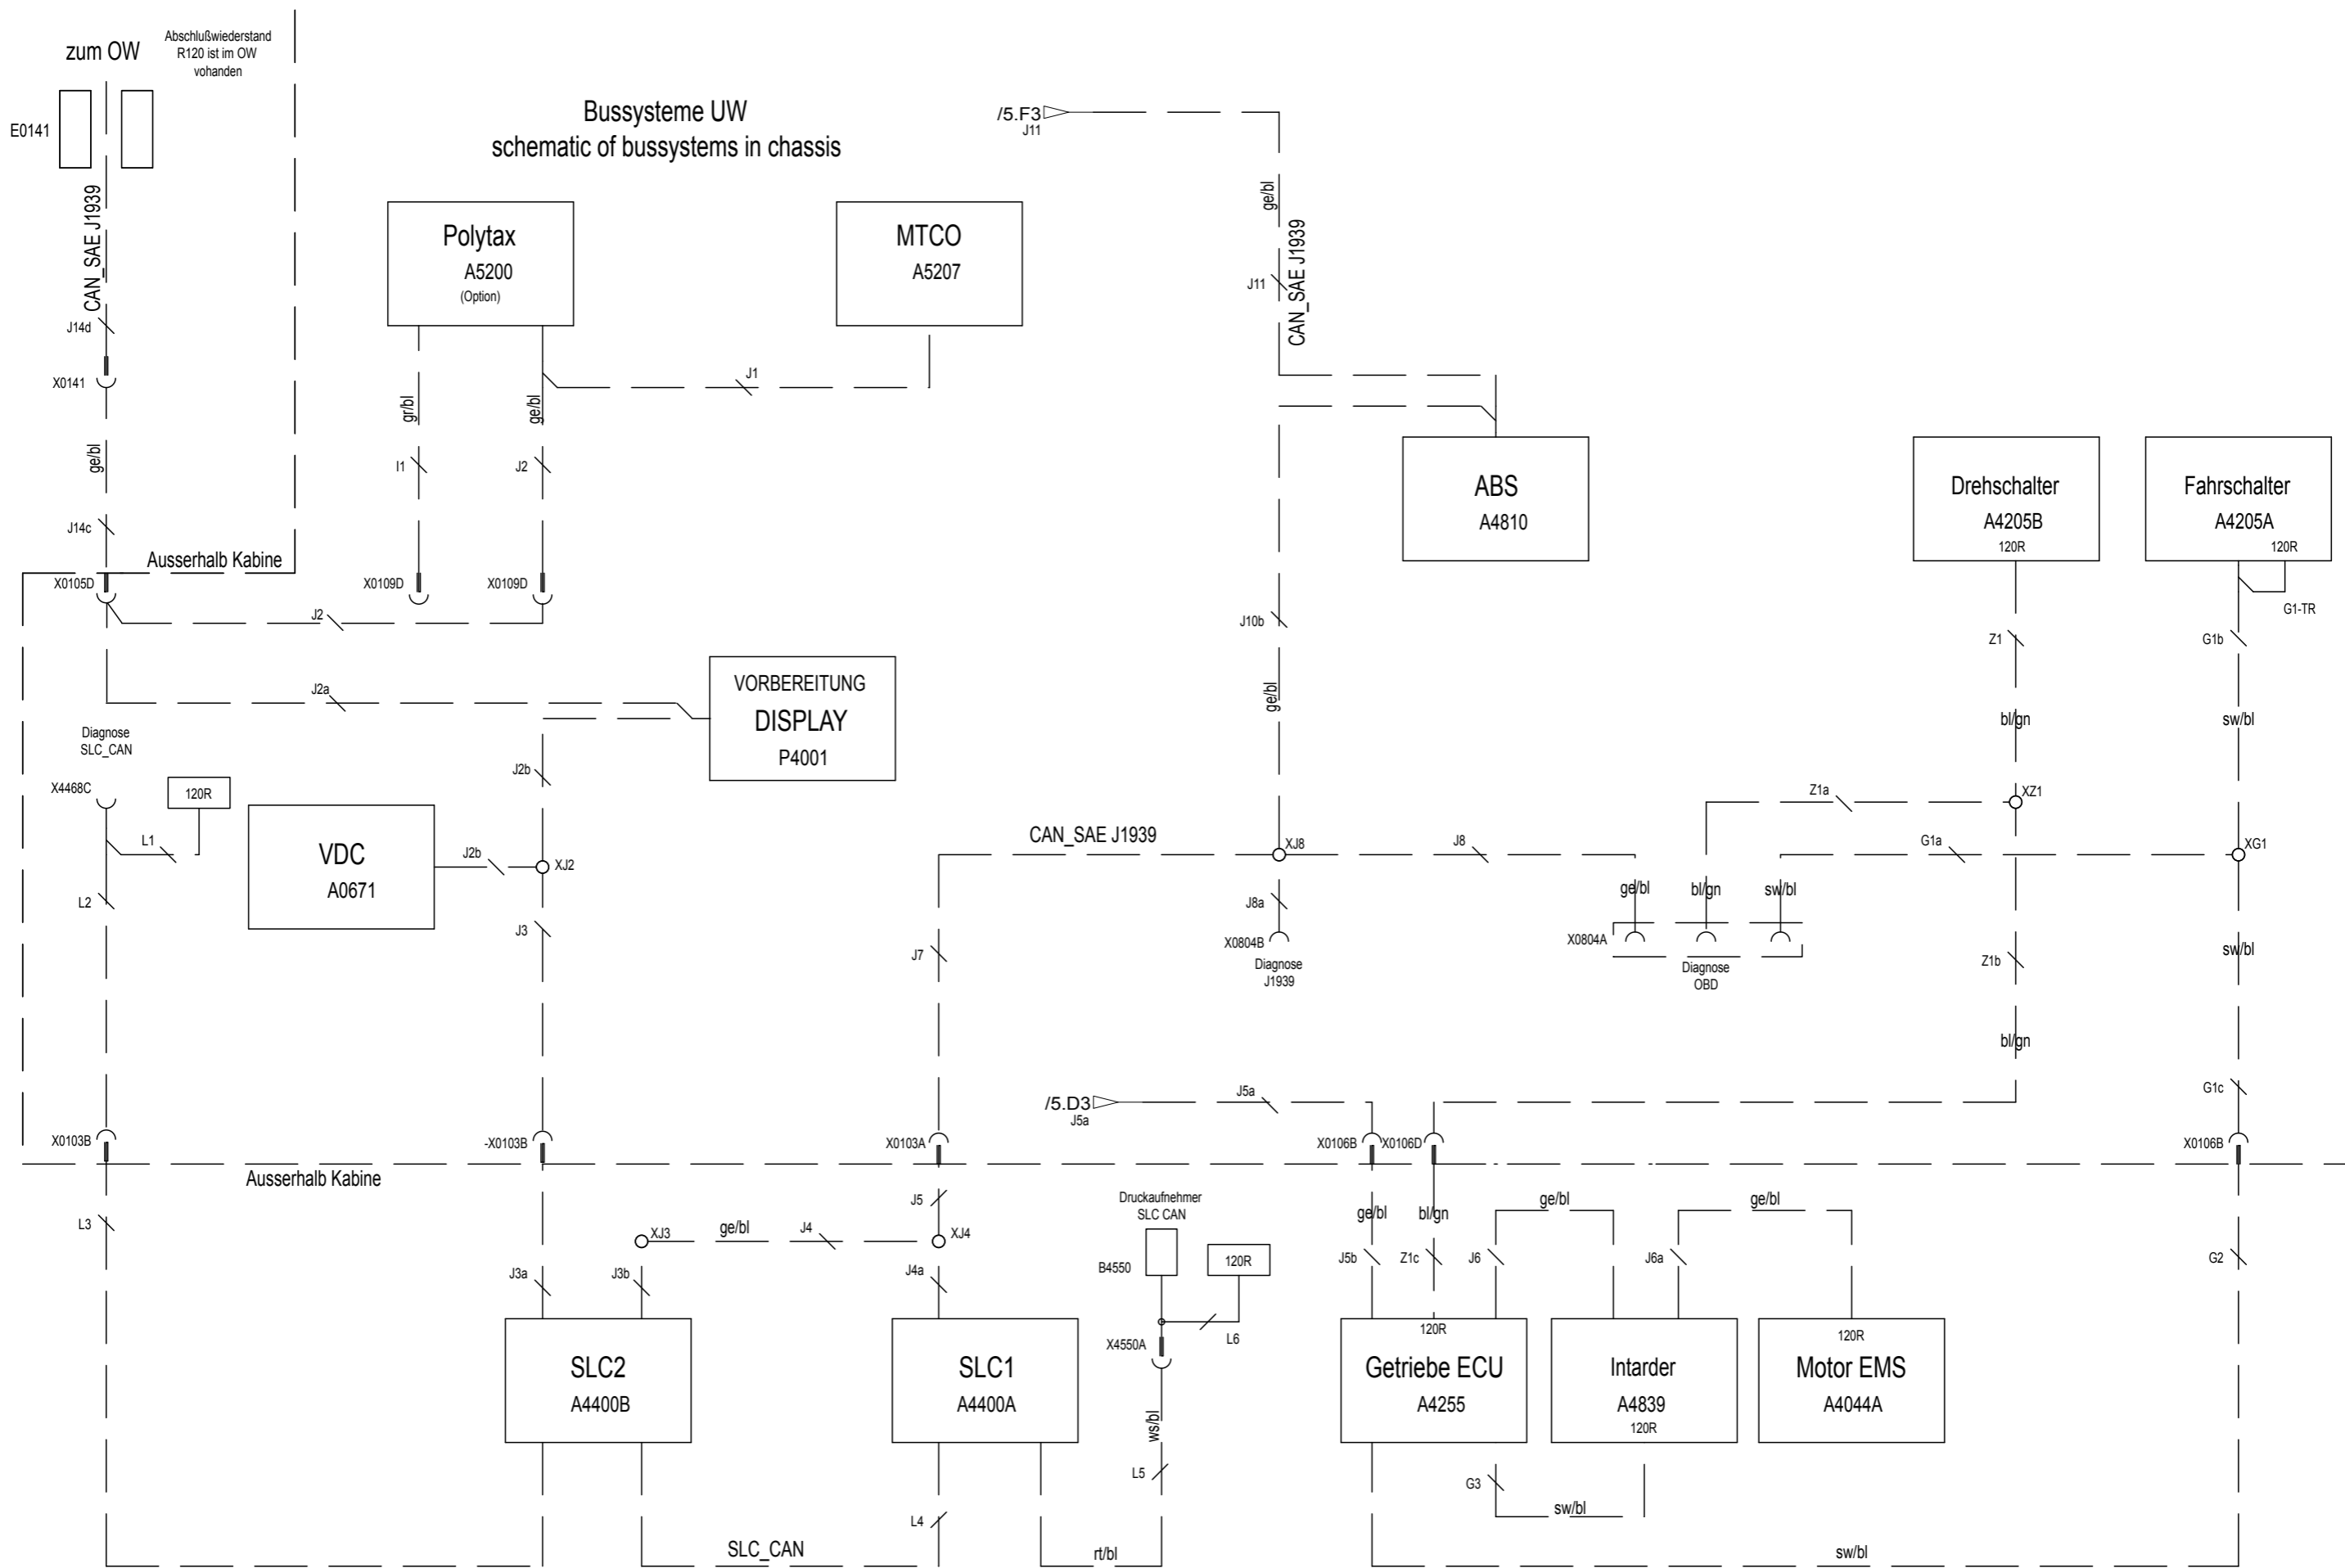 zum OW
Abschlußwiederstand
R120 ist im OW
vohanden
E0141
CAN_SAE J1939
J14d
X0141
ge/bl
J14c
Ausserhalb Kabine
X0105D
Bussysteme UW
schematic of bussystems in chassis
Polytax
A5200
(Option)
MTCO
A5207
J1
gr/bl
ge/bl
I1
J2
X0109D
X0109D
J2
J2a
/5.F3
J11
ge/bl
J11
CAN_SAE J1939
ABS
A4810
J10b
ge/bl
Drehschalter
A4205B
120R
Fahrschalter
A4205A
120R
G1-TR
Z1
G1b
bl/gn
sw/bl
VORBEREITUNG
DISPLAY
P4001
Diagnose
SLC_CAN
X4468C
120R
L1
L2
VDC
A0671
J2b
J2b
XJ2
J3
CAN_SAE J1939
XJ8
J8
J7
J8a
X0804B
Diagnose
J1939
Z1a
XZ1
G1a
XG1
ge/bl
bl/gn
sw/bl
X0804A
Diagnose
OBD
Z1b
sw/bl
bl/gn
G1c
/5.D3
J5a
J5a
X0103B
-X0103B
X0103A
X0106B
X0106D
X0106B
Ausserhalb Kabine
L3
J5
XJ3
ge/bl
J4
XJ4
J3a
J3b
J4a
Druckaufnehmer
SLC CAN
B4550
120R
X4550A
L6
ge/bl
bl/gn
ge/bl
ge/bl
J5b
Z1c
J6
J6a
G2
SLC2
A4400B
SLC1
A4400A
120R
Getriebe ECU
A4255
Intarder
A4839
120R
120R
Motor EMS
A4044A
ws/bl
L5
L4
G3
sw/bl
SLC_CAN
rt/bl
sw/bl